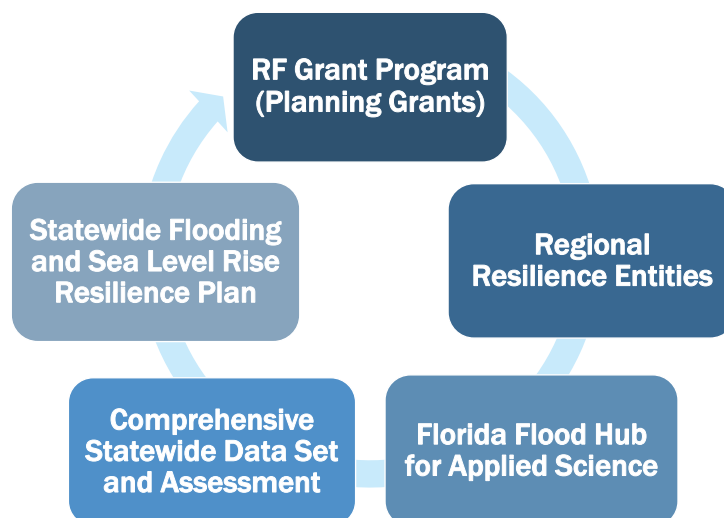 RF Grant Program
(Planning Grants)
Regional
Resilience Entities
Florida Flood Hub
for Applied Science
Comprehensive
Statewide Data Set
and Assessment
Statewide Flooding
and Sea Level Rise
Resilience Plan